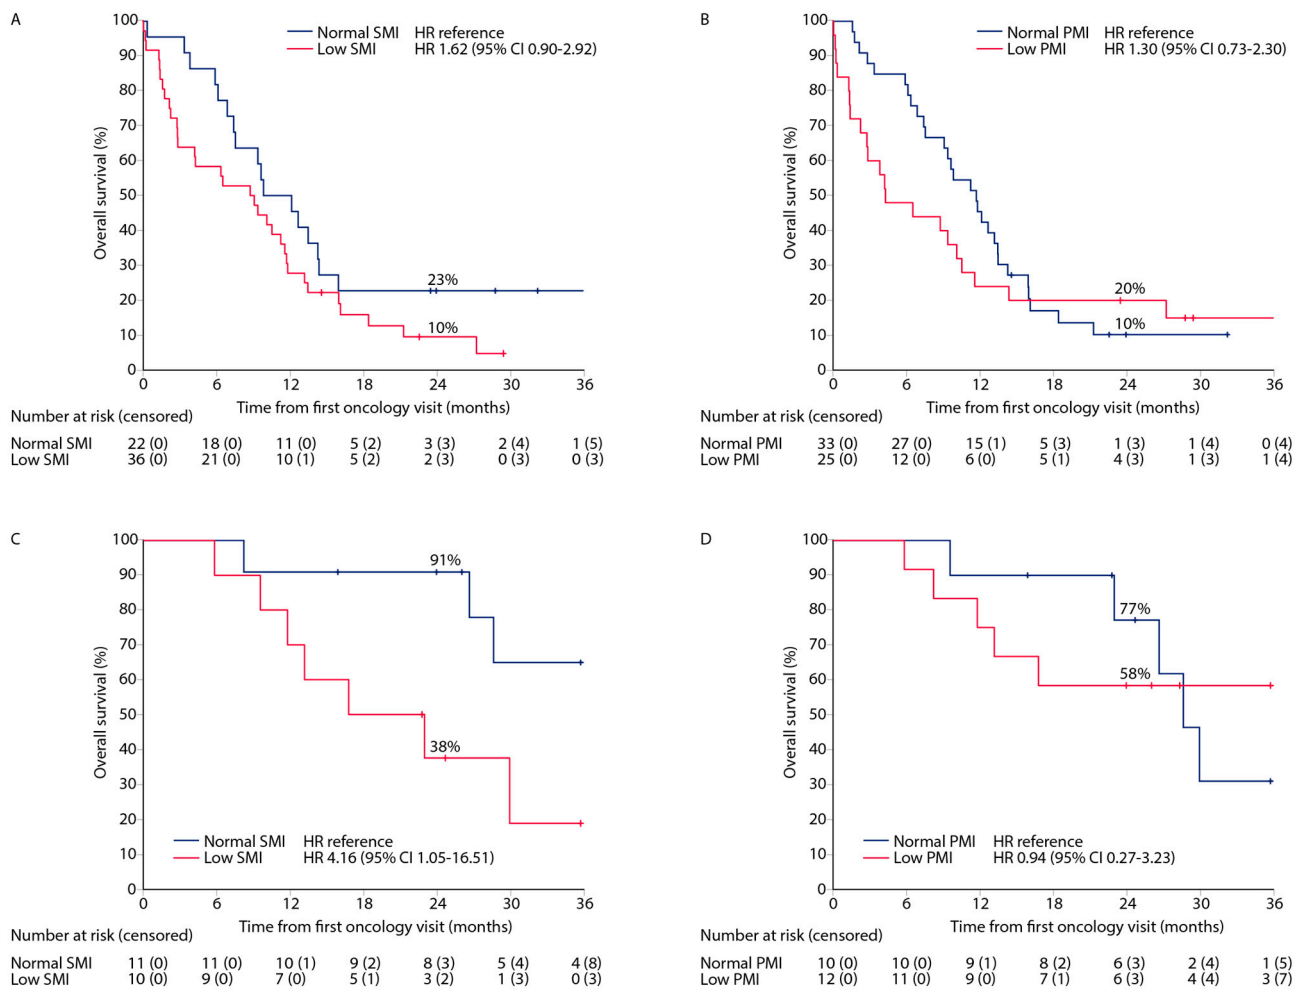 A
100
90
80
70
60
50
40
30
20
10
0
Overall survival (%)
Normal SMI HR reference
Low SMI HR 1.62 (95% CI 0.90-2.92)
23%
10%
0 6 12 18 24 30 36
Time from first oncology visit (months)
Number at risk (censored)
Normal SMI 22 (0) 18 (0) 11 (0) 5 (2) 3 (3) 2 (4) 1 (5)
Low SMI 36 (0) 21 (0) 10 (1) 5 (2) 2 (3) 0 (3) 0 (3)
B
100
90
80
70
60
50
40
30
20
10
0
Overall survival (%)
Normal PMI HR reference
Low PMI HR 1.30 (95% CI 0.73-2.30)
20%
10%
0 6 12 18 24 30 36
Time from first oncology visit (months)
Number at risk (censored)
Normal PMI 33 (0) 27 (0) 15 (1) 5 (3) 1 (3) 1 (4) 0 (4)
Low PMI 25 (0) 12 (0) 6 (0) 5 (1) 4 (3) 1 (3) 1 (4)
C
100
90
80
70
60
50
40
30
20
10
0
Overall survival (%)
91%
38%
Normal SMI HR reference
Low SMI HR 4.16 (95% CI 1.05-16.51)
0 6 12 18 24 30 36
Time from first oncology visit (months)
Number at risk (censored)
Normal SMI 11 (0) 11 (0) 10 (1) 9 (2) 8 (3) 5 (4) 4 (8)
Low SMI 10 (0) 9 (0) 7 (0) 5 (1) 3 (2) 1 (3) 0 (3)
D
100
90
80
70
60
50
40
30
20
10
0
Overall survival (%)
77%
58%
Normal PMI HR reference
Low PMI HR 0.94 (95% CI 0.27-3.23)
0 6 12 18 24 30 36
Time from first oncology visit (months)
Number at risk (censored)
Normal PMI 10 (0) 10 (0) 9 (1) 8 (2) 6 (3) 2 (4) 1 (5)
Low PMI 12 (0) 11 (0) 9 (0) 7 (1) 6 (3) 4 (4) 3 (7)